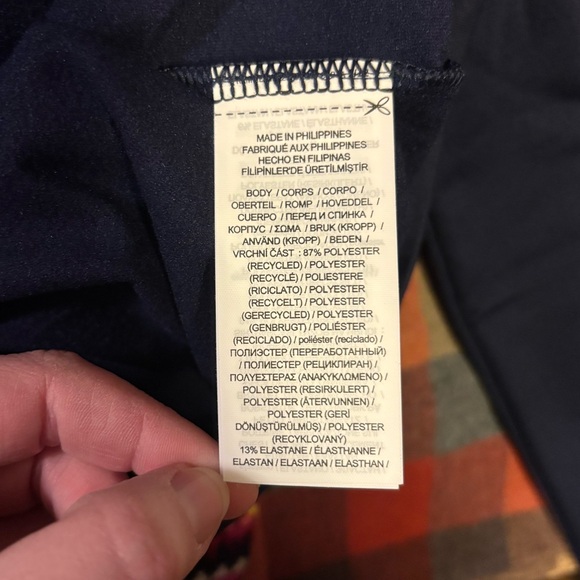 MADE IN PHILIPPINES
FABRIQUÉ AUX PHILIPPINES
HECHO EN FILIPINAS
FİLİPİNLER'DE ÜRETİLMİŞTİR
BODY / CORPS / CORPO /
OBERTEIL / ROMP / HOVEDDEL /
CUERPO / ПЕРЕД И СПИНКА /
КОРПУС / ΣΩΜΑ / BRUK (KROPP) /
ANVÄND (KROPP) / BEDEN /
VRCHNÍ ČÁST : 87% POLYESTER
(RECYCLED) / POLYESTER
(RECYCLÉ) / POLIESTERE
(RICICLATO) / POLYESTER
(RECYCELT) / POLYESTER
(GERECYCLED) / POLYESTER
(GENBRUGT) / POLIÉSTER
(RECICLADO) / poliéster (reciclado) /
ПОЛИЭСТЕР (ПЕРЕРАБОТАННЫЙ)
/ ПОЛИЕСТЕР (РЕЦИКЛИРАН) /
ΠΟΛΥΕΣΤΕΡΑΣ (ΑΝΑΚΥΚΛΩΜΕΝΟ) /
POLYESTER (RESIRKULERT) /
POLYESTER (ÅTERVUNNEN) /
POLYESTER (GERİ
DÖNÜŞTÜRÜLMÜŞ) / POLYESTER
(RECYKLOVANÝ)
13% ELASTANE / ÉLASTHANNE /
ELASTAN / ELASTAAN / ELASTHAN /